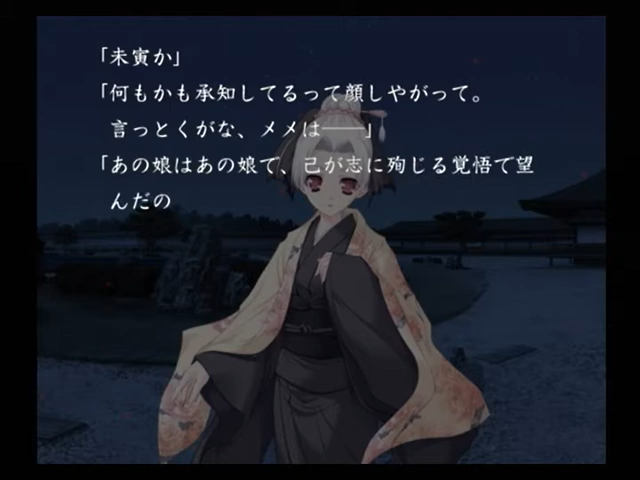 「未寅か」
「何もかも承知してるって顔しやがって。
言っとくがな、メメは――」
「あの娘はあの娘で、己が志に殉じる覚悟で望
んだの